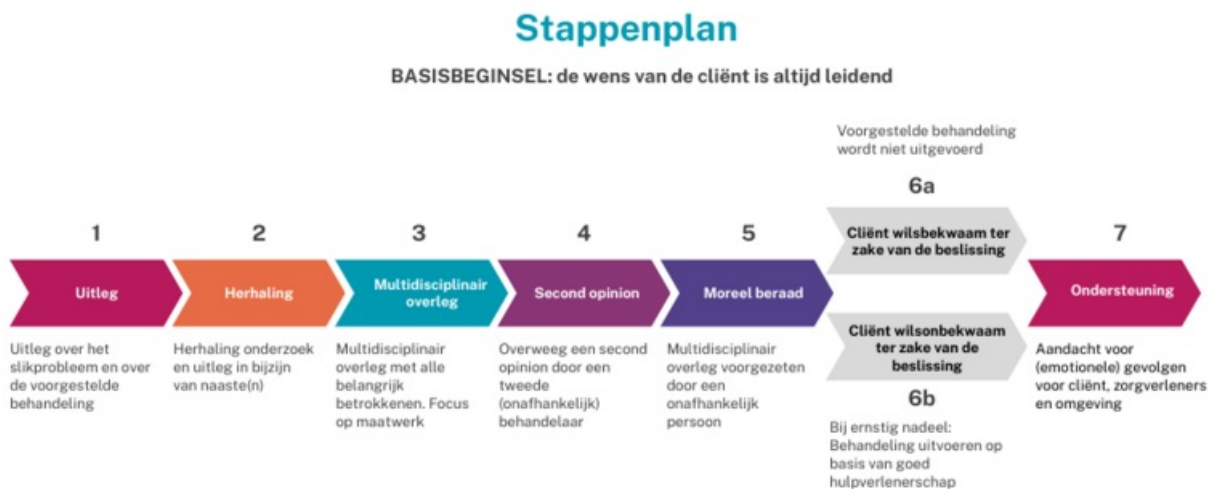 Stappenplan
BASISBEGINSEL: de wens van de cliënt is altijd leidend
1
Uitleg
Uitleg over het
slikprobleem en over
de voorgestelde
behandeling
2
Herhaling
Herhaling onderzoek
en uitleg in bijzijn
van naaste(n)
3
Multidisciplinair
overleg
Multidisciplinair
overleg met alle
belangrijk
betrokkenen. Focus
op maatwerk
4
Second opinion
Overweeg een second
opinion door een
tweede
(onafhankelijk)
behandelaar
5
Moreel beraad
Multidisciplinair
overleg voorgezeten
door een
onafhankelijk
persoon
Voorgestelde behandeling
wordt niet uitgevoerd
6a
Cliënt wilsbekwaam ter
zake van de beslissing
Cliënt wilsonbekwaam
ter zake van de
beslissing
6b
Bij ernstig nadeel:
Behandeling uitvoeren op
basis van goed
hulpverlenerschap
7
Ondersteuning
Aandacht voor
(emotionele) gevolgen
voor cliënt, zorgverleners
en omgeving